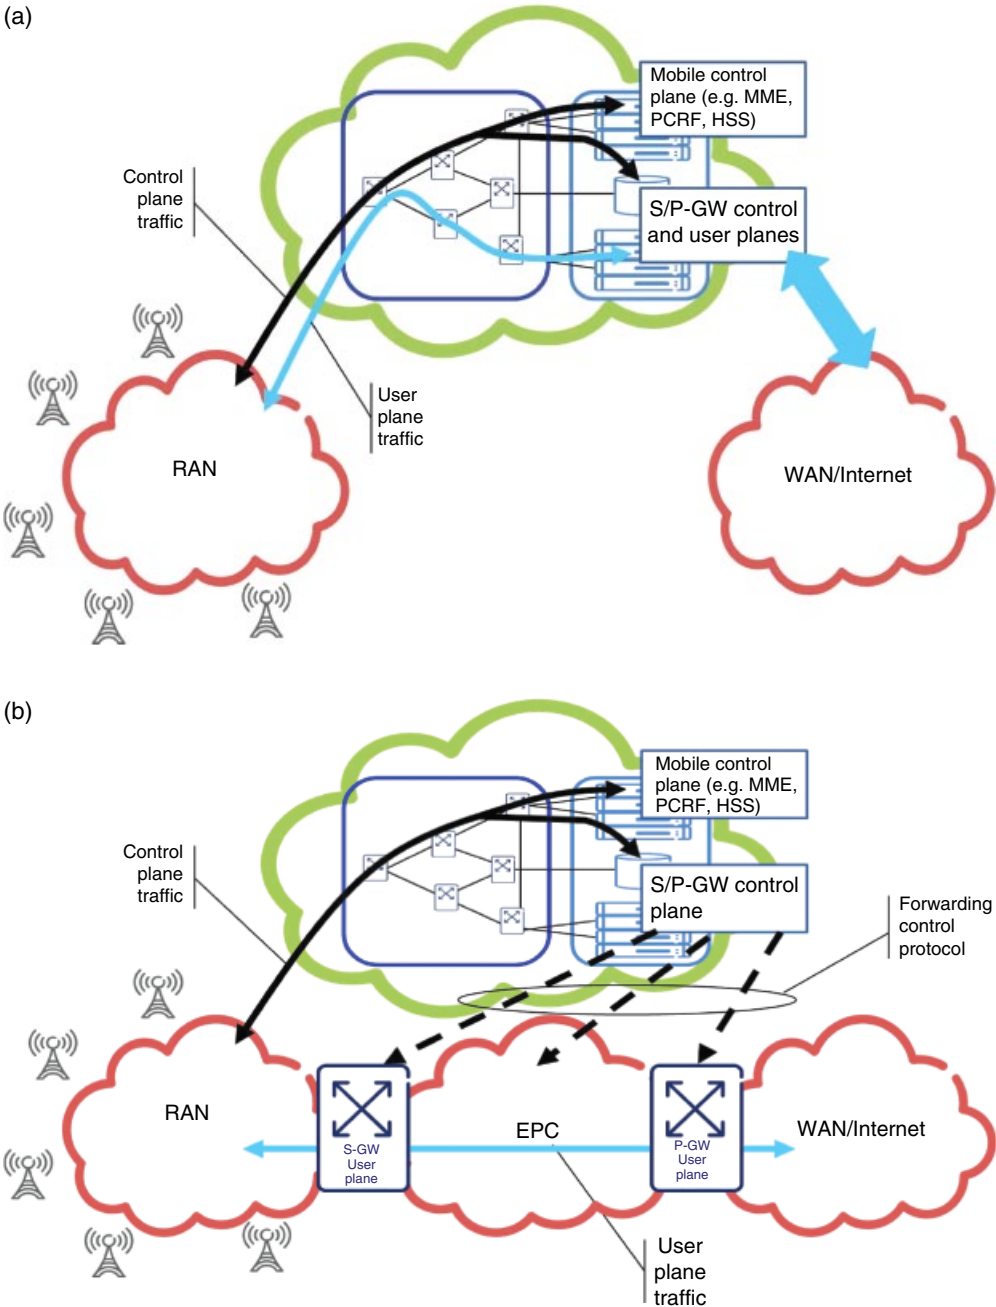 (a)
Mobile control
plane (e.g. MME,
PCRF, HSS)
Control
plane
traffic
S/P-GW control
and user planes
User
plane
traffic
RAN
WAN/Internet
(b)
Mobile control
plane (e.g. MME,
PCRF, HSS)
Control
plane
traffic
S/P-GW control
plane
Forwarding
control
protocol
RAN
S-GW
User
plane
EPC
P-GW
User
plane
WAN/Internet
User
plane
traffic